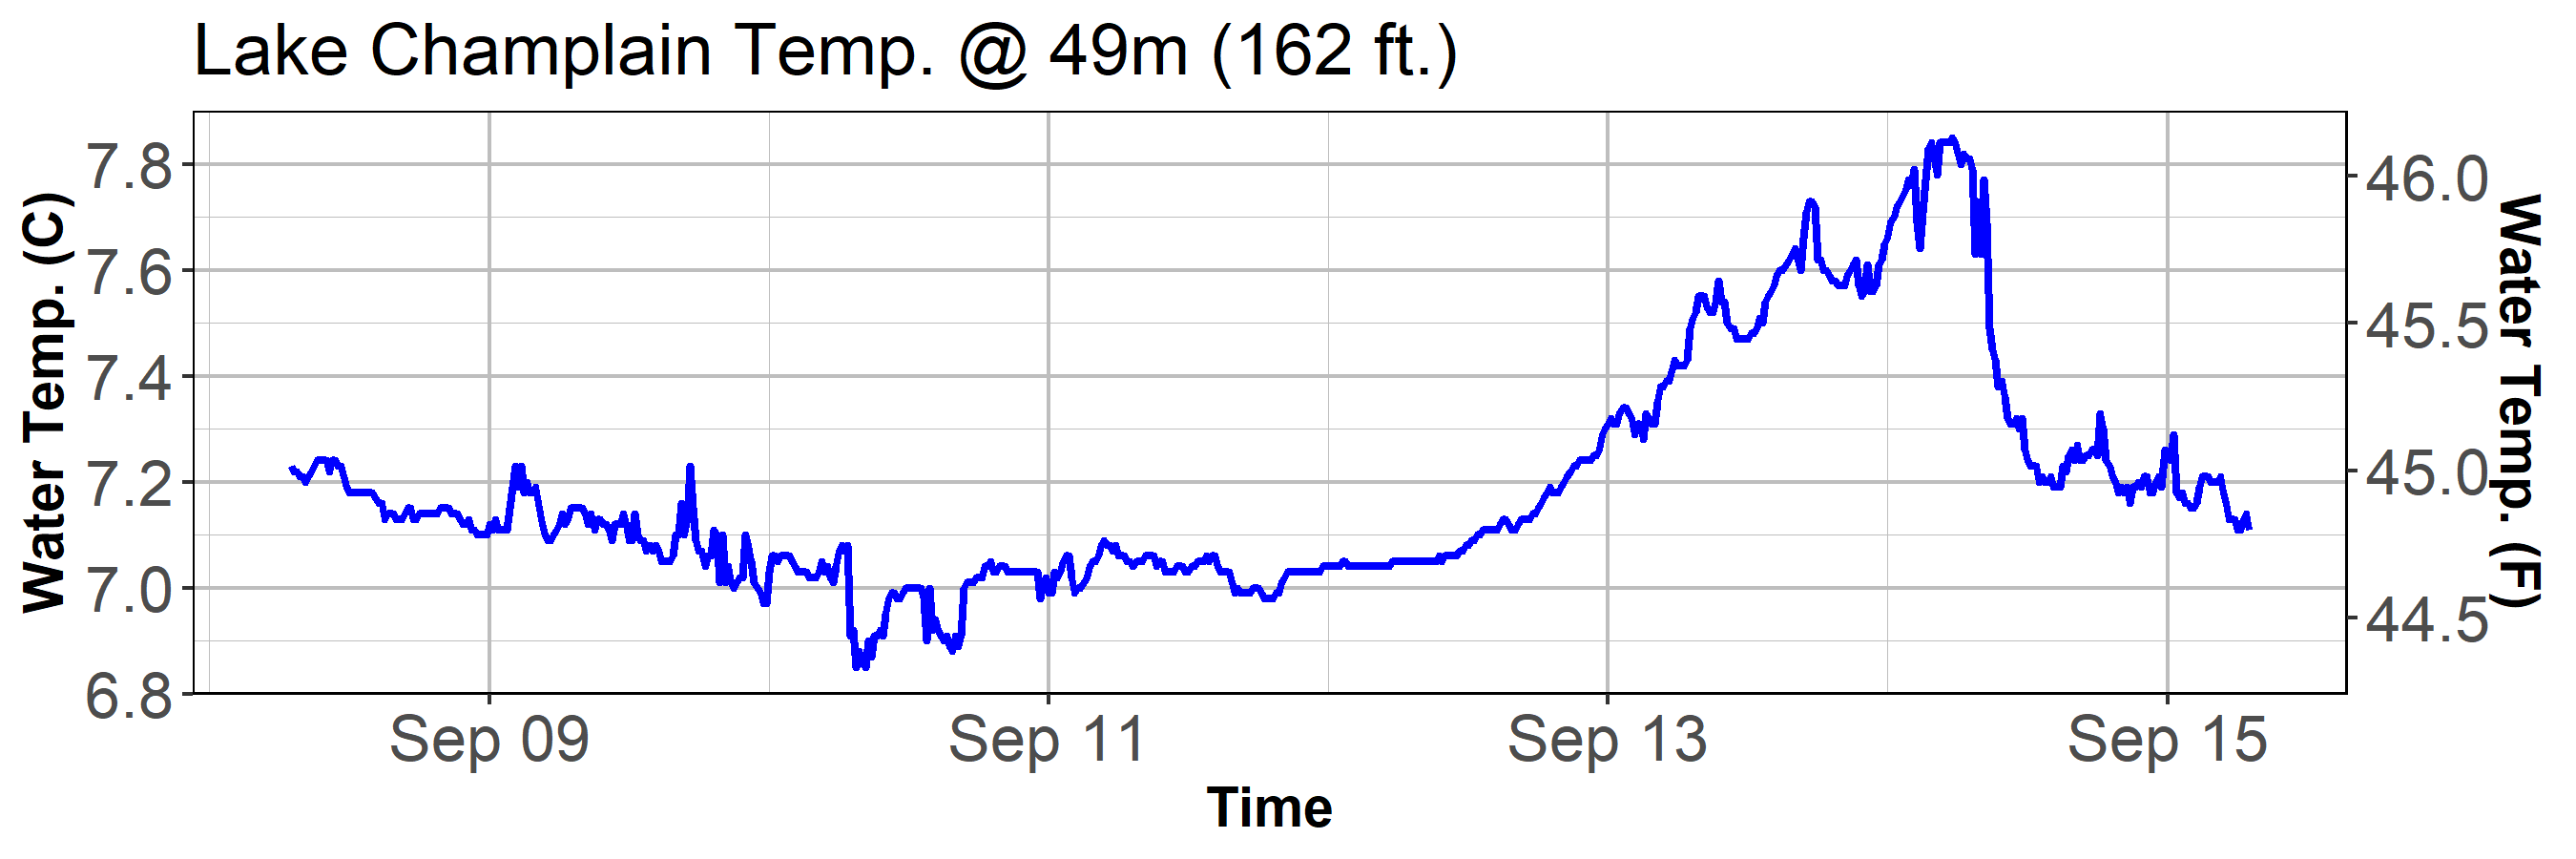 Lake Champlain Temp. @ 49m (162 ft.)
Water Temp. (C)
7.8
7.6
7.4
7.2
7.0
6.8
46.0
45.5
45.0
44.5
Water Temp. (F)
Sep 09 Sep 11 Sep 13 Sep 15
Time